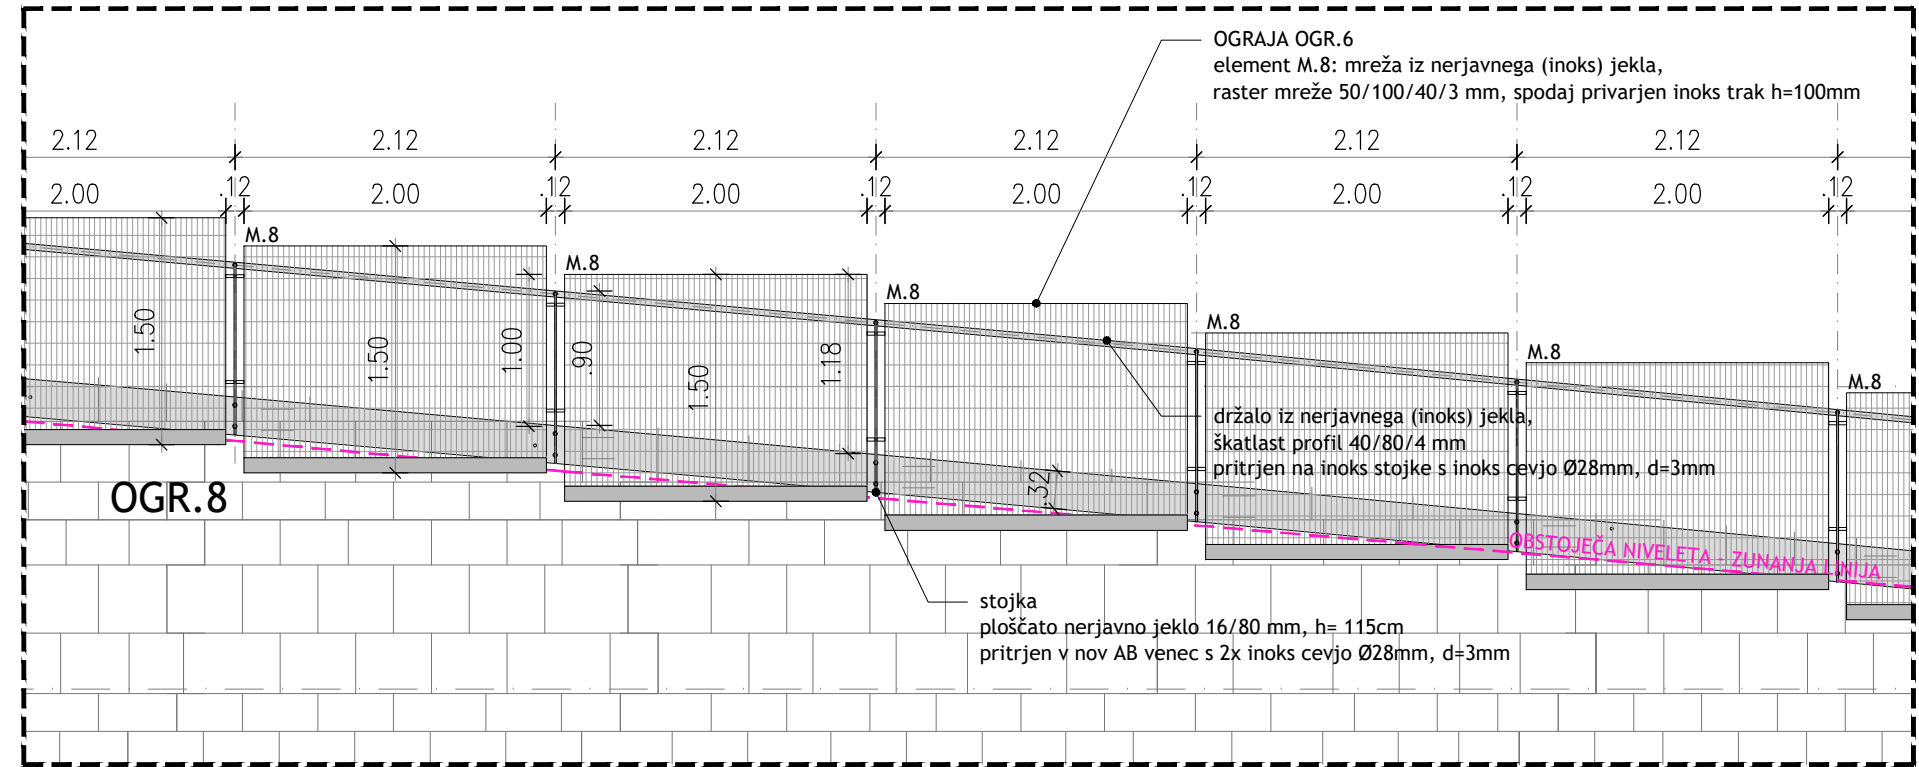 OGRAJA OGR.6
element M.8: mreža iz nerjavnega (inoks) jekla,
raster mreže 50/100/40/3 mm, spodaj privarjen inoks trak h=100mm
2.12 2.12 2.12 2.12 2.12 2.12
2.00 .12 2.00 .12 2.00 .12 2.00 .12 2.00 .12 2.00 .12
M.8
M.8
M.8
M.8
M.8
M.8
1.50
1.50
1.00
.90
1.50
1.18
.32
držalo iz nerjavnega (inoks) jekla,
škatlast profil 40/80/4 mm
pritrjen na inoks stojke s inoks cevjo Ø28mm, d=3mm
OGR.8
OBSTOJEČA NIVELETA - ZUNANJA LINIJA
stojka
ploščato nerjavno jeklo 16/80 mm, h= 115cm
pritrjen v nov AB venec s 2x inoks cevjo Ø28mm, d=3mm